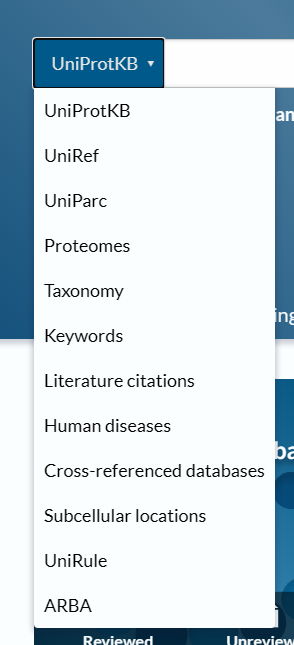 UniProtKB
UniProtKB
UniRef
UniParc
Proteomes
Taxonomy
Keywords
Literature citations
Human diseases
Cross-referenced databases
Subcellular locations
UniRule
ARBA
Reviewed